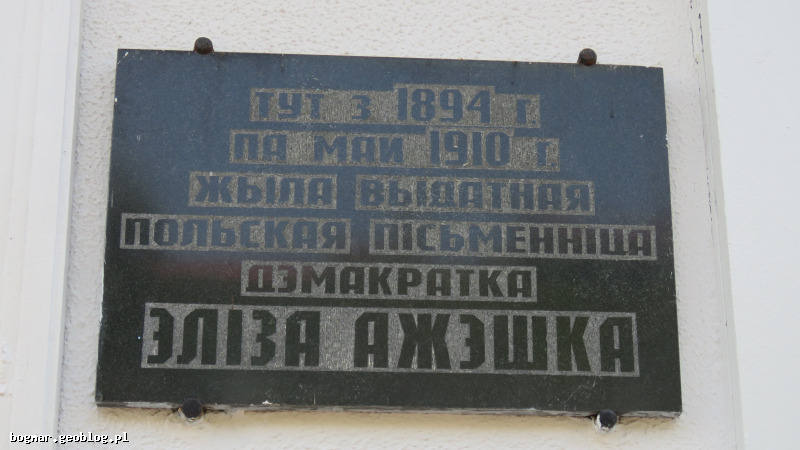 ТУТ З 1894 Г.
ПА МАЙ 1910 Г.
ЖЫЛА ВЫДАТНАЯ
ПОЛЬСКАЯ ПІСЬМЕННІЦА
ДЭМАКРАТКА
ЭЛІЗА АЖЭШКА
bognar.geoblog.pl